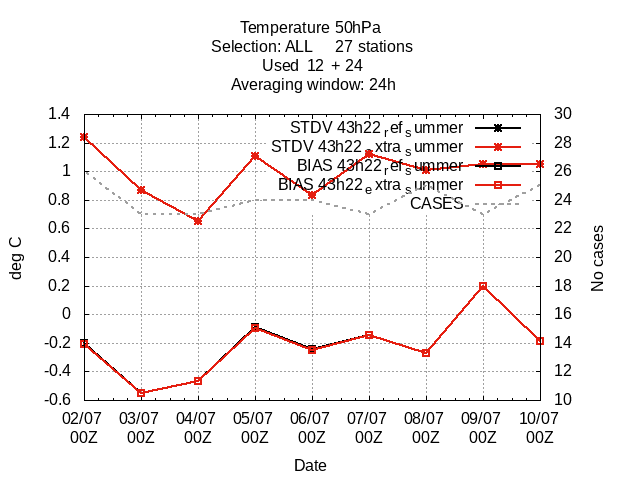 Temperature 50hPa
Selection: ALL 27 stations
Used 12 + 24
Averaging window: 24h
STDV 43h22refsummer
STDV 43h22extrasummer
BIAS 43h22refsummer
BIAS 43h22extrasummer
CASES
1.4
1.2
1
0.8
0.6
0.4
0.2
0
-0.2
-0.4
-0.6
deg C
30
28
26
24
22
20
18
16
14
12
10
No cases
02/07 03/07 04/07 05/07 06/07 07/07 08/07 09/07 10/07
00Z 00Z 00Z 00Z 00Z 00Z 00Z 00Z 00Z
Date